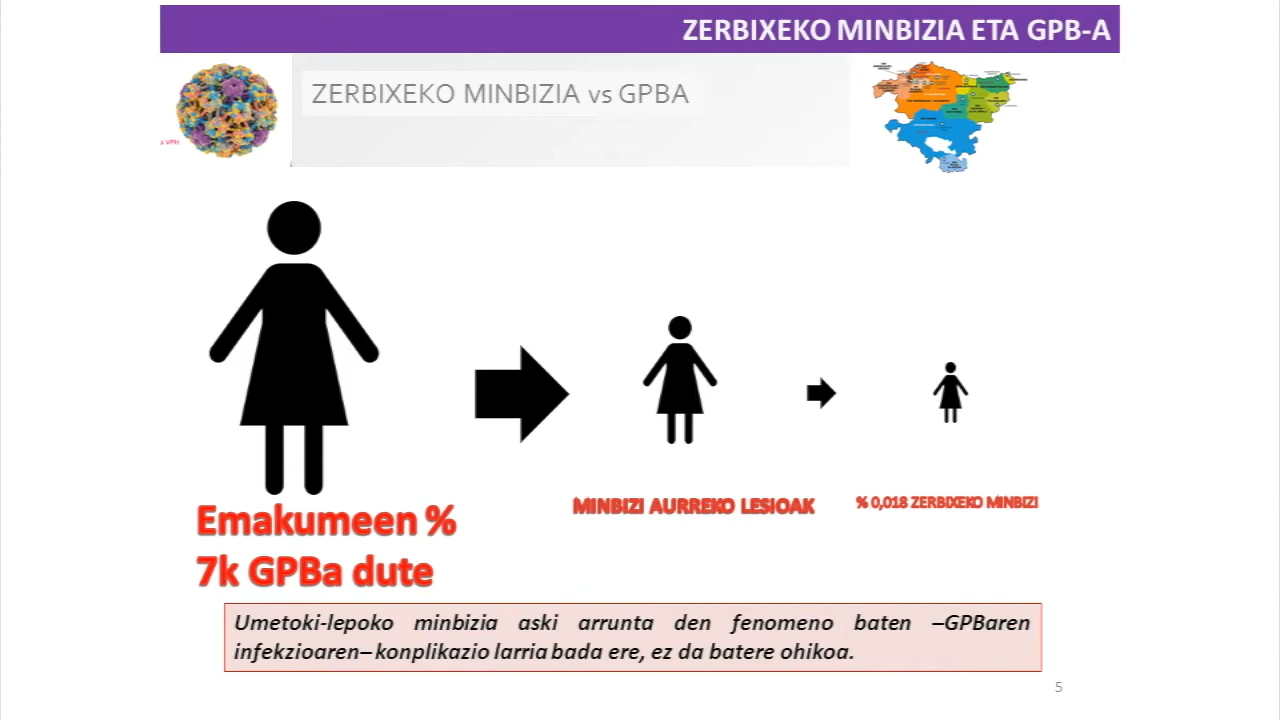 ZERBIXEKO MINBIZIA ETA GPB-A
ZERBIXEKO MINBIZIA vs GPBA
a VPH
Emakumeen %
7k GPBa dute
MINBIZI AURREKO LESIOAK
% 0,018 ZERBIXEKO MINBIZI
Umetoki-lepoko minbizia aski arrunta den fenomeno baten –GPBaren
infekzioaren– konplikazio larria bada ere, ez da batere ohikoa.
5